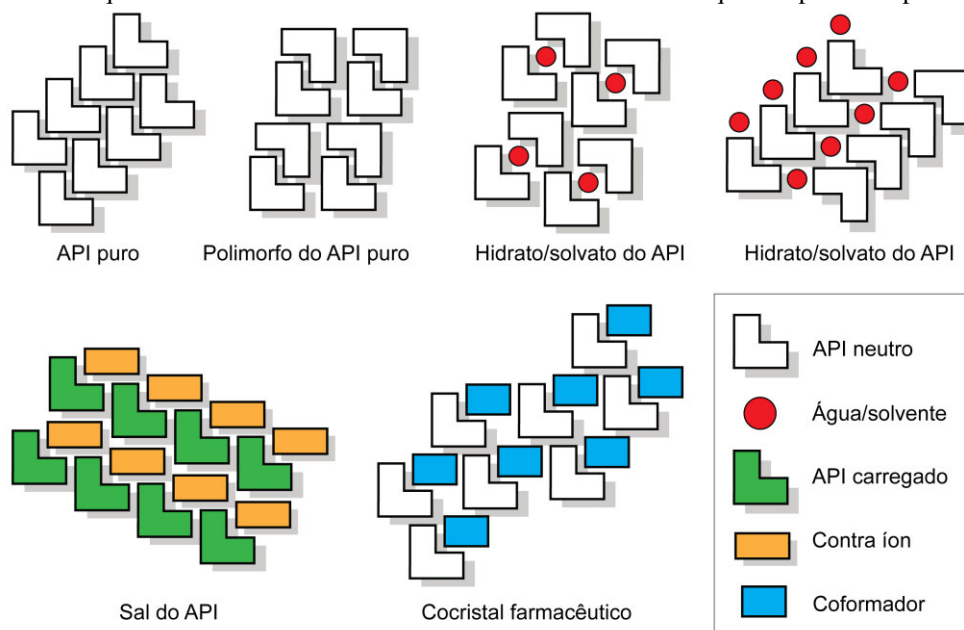 API puro
Polimorfo do API puro
Hidrato/solvato do API
Hidrato/solvato do API
API neutro
Água/solvente
API carregado
Contra íon
Coformador
Sal do API
Cocristal farmacêutico